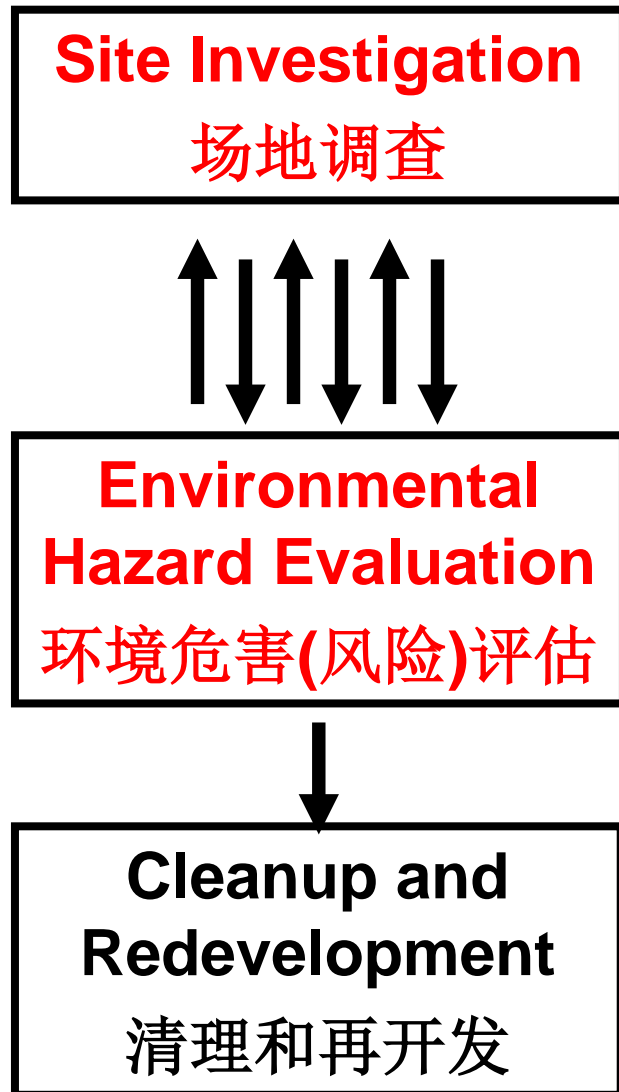 Site Investigation
场地调查
Environmental
Hazard Evaluation
环境危害(风险)评估
Cleanup and
Redevelopment
清理和再开发